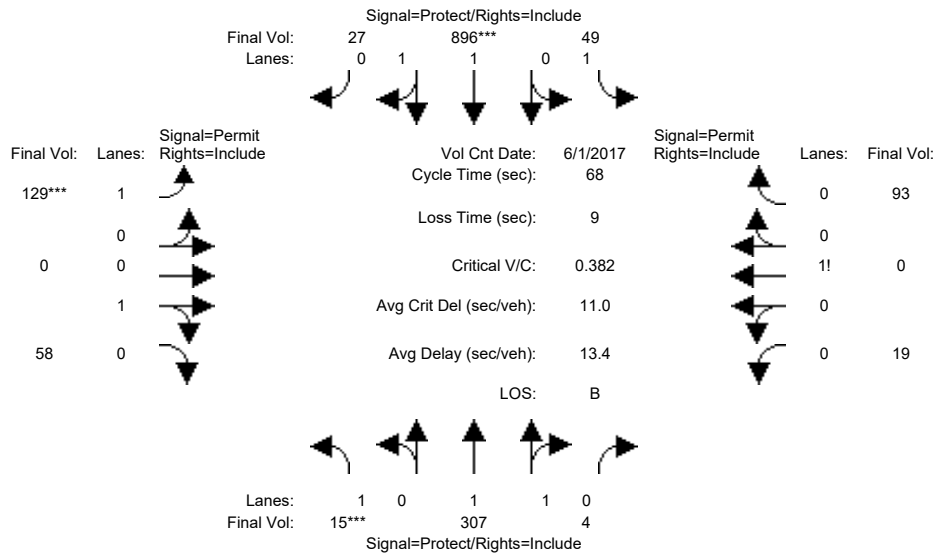 Signal=Protect/Rights=Include
Final Vol: 27 896*** 49
Lanes: 0 1 1 0 1
Signal=Permit
Final Vol: Lanes: Rights=Include
Vol Cnt Date: 6/1/2017
Signal=Permit
Rights=Include Lanes: Final Vol:
Cycle Time (sec): 68
129*** 1
0 93
Loss Time (sec): 9
0
0
0 0
Critical V/C: 0.382
1! 0
1
Avg Crit Del (sec/veh): 11.0
0
58 0
Avg Delay (sec/veh): 13.4
0 19
LOS: B
Lanes: 1 0 1 1 0
Final Vol: 15*** 307 4
Signal=Protect/Rights=Include